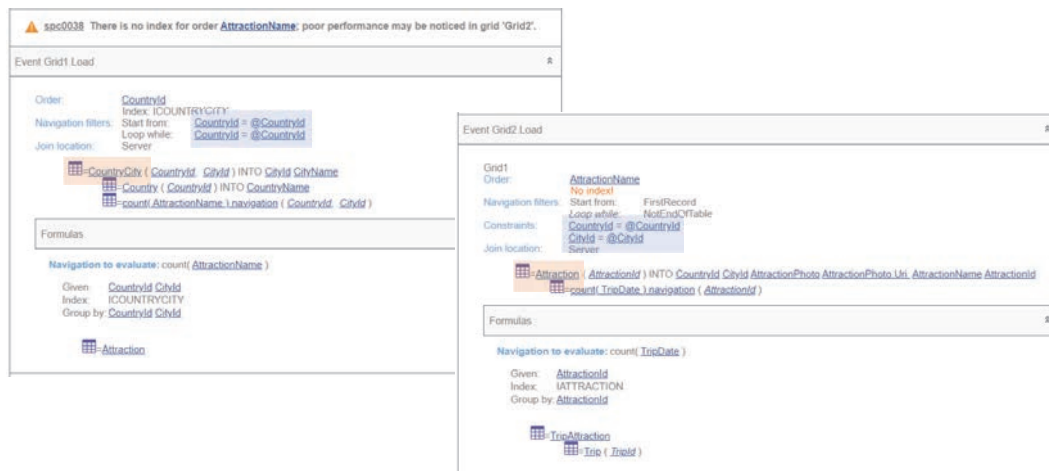 spc0038 There is no index for order AttractionName; poor performance may be noticed in grid 'Grid2'.
Event Grid1.Load
Order: CountryId
Index: ICOUNTRYCITY
Navigation filters: Start from: CountryId = @CountryId
Loop while: CountryId = @CountryId
Join location: Server
=CountryCity ( CountryId, CityId ) INTO CityId CityName
=Country ( CountryId ) INTO CountryName
=count( AttractionName ) navigation ( CountryId, CityId )
Formulas
Navigation to evaluate: count( AttractionName )
Given: CountryId CityId
Index: ICOUNTRYCITY
Group by: CountryId CityId
=Attraction
Event Grid2.Load
Grid1
Order: AttractionName
No index!
Navigation filters: Start from: FirstRecord
Loop while: NotEndOfTable
Constraints: CountryId = @CountryId
CityId = @CityId
Join location: Server
=Attraction ( AttractionId ) INTO CountryId CityId AttractionPhoto AttractionPhoto.Uri AttractionName AttractionId
=count( TripDate ) navigation ( AttractionId )
Formulas
Navigation to evaluate: count( TripDate )
Given: AttractionId
Index: IATTRACTION
Group by: AttractionId
=TripAttraction
=Trip ( TripId )